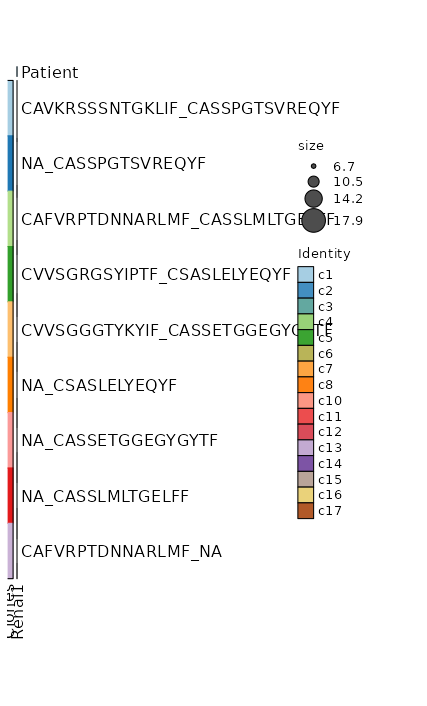 Patient
CAVKRSSSNTGKLIF_CASSPGTSVREQYF
NA_CASSPGTSVREQYF
CAFVRPTDNNARLMF_CASSLMLTGELFF
CVVSGRGSYIPTF_CSASLELYEQYF
CVVSGGGTYKYIF_CASSETGGEGYGYTF
NA_CSASLELYEQYF
NA_CASSETGGEGYGYTF
NA_CASSLMLTGELFF
CAFVRPTDNNARLMF_NA
Clones
Renal1
size
6.7
10.5
14.2
17.9
Identity
c1
c2
c3
c4
c5
c6
c7
c8
c10
c11
c12
c13
c14
c15
c16
c17